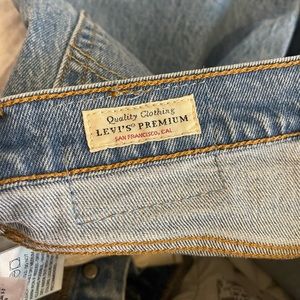 Quality Clothing
LEVI'S® PREMIUM
SAN FRANCISCO, CAL